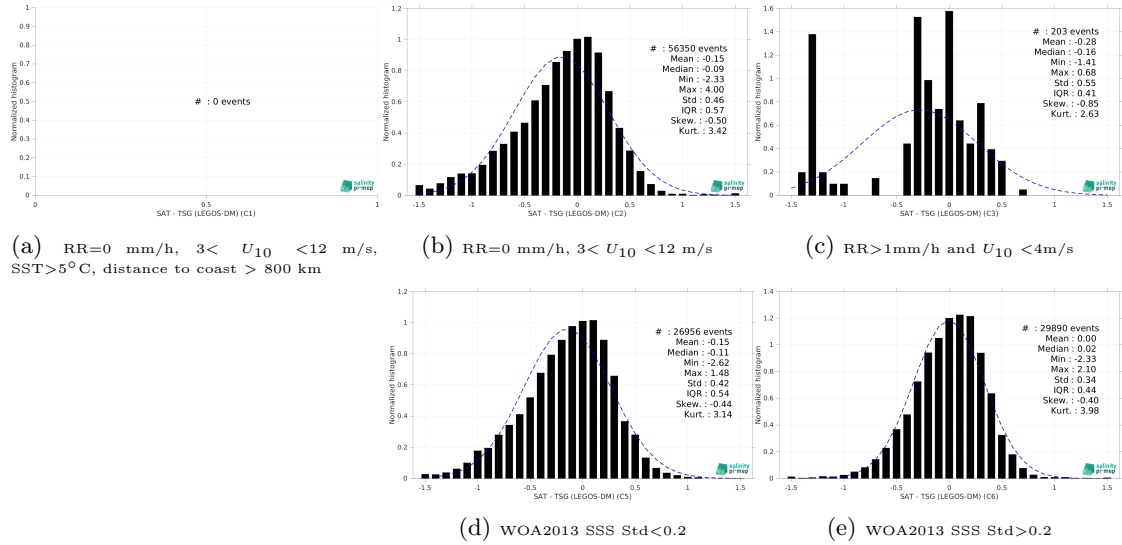 1
0.9
0.8
0.7
0.6
0.5
0.4
0.3
0.2
0.1
0
Normalized histogram
# : 0 events
0
0.5
1
SAT - TSG (LEGOS-DM) (C1)
salinity
pi-mep
(a) RR=0 mm/h, 3< U10 <12 m/s,
SST>5°C, distance to coast > 800 km
1.2
1
0.8
0.6
0.4
0.2
0
Normalized histogram
# : 56350 events
Mean : -0.15
Median : -0.09
Min : -2.33
Max : 4.00
Std : 0.46
IQR : 0.57
Skew. : -0.50
Kurt. : 3.42
-1.5
-1
-0.5
0
0.5
1
1.5
SAT - TSG (LEGOS-DM) (C2)
salinity
pi-mep
(b) RR=0 mm/h, 3< U10 <12 m/s
1.6
1.4
1.2
1
0.8
0.6
0.4
0.2
0
Normalized histogram
# : 203 events
Mean : -0.28
Median : -0.16
Min : -1.41
Max : 0.68
Std : 0.55
IQR : 0.41
Skew. : -0.85
Kurt. : 2.63
-1.5
-1
-0.5
0
0.5
1
1.5
SAT - TSG (LEGOS-DM) (C3)
salinity
pi-mep
(c) RR>1mm/h and U10 <4m/s
1.2
1
0.8
0.6
0.4
0.2
0
Normalized histogram
# : 26956 events
Mean : -0.15
Median : -0.11
Min : -2.62
Max : 1.48
Std : 0.42
IQR : 0.54
Skew. : -0.44
Kurt. : 3.14
-1.5
-1
-0.5
0
0.5
1
1.5
SAT - TSG (LEGOS-DM) (C5)
salinity
pi-mep
(d) WOA2013 SSS Std<0.2
1.4
1.2
1
0.8
0.6
0.4
0.2
0
Normalized histogram
# : 29890 events
Mean : 0.00
Median : 0.02
Min : -2.33
Max : 2.10
Std : 0.34
IQR : 0.44
Skew. : -0.40
Kurt. : 3.98
-1.5
-1
-0.5
0
0.5
1
1.5
SAT - TSG (LEGOS-DM) (C6)
salinity
pi-mep
(e) WOA2013 SSS Std>0.2